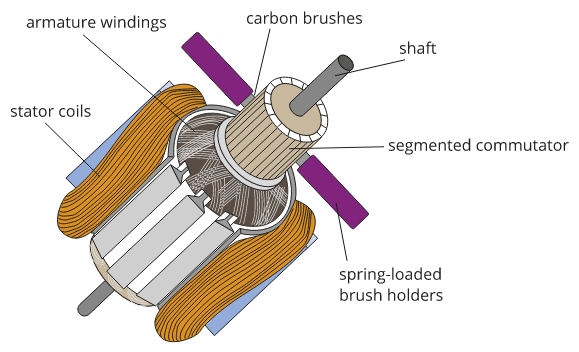 armature windings
carbon brushes
shaft
stator coils
segmented commutator
spring-loaded
brush holders